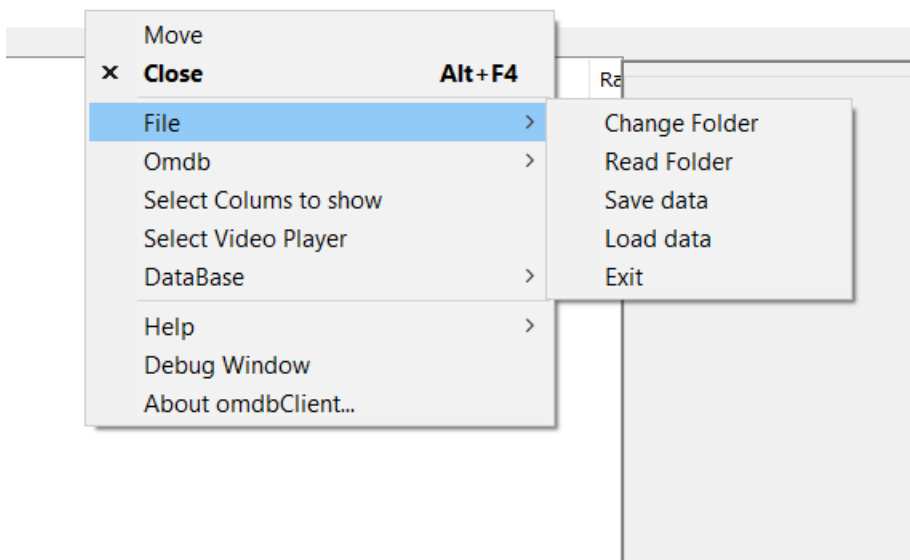 Move
× Close Alt+F4
Ra
File >
Omdb >
Select Colums to show
Select Video Player
DataBase >
Help >
Debug Window
About omdbClient...
Change Folder
Read Folder
Save data
Load data
Exit